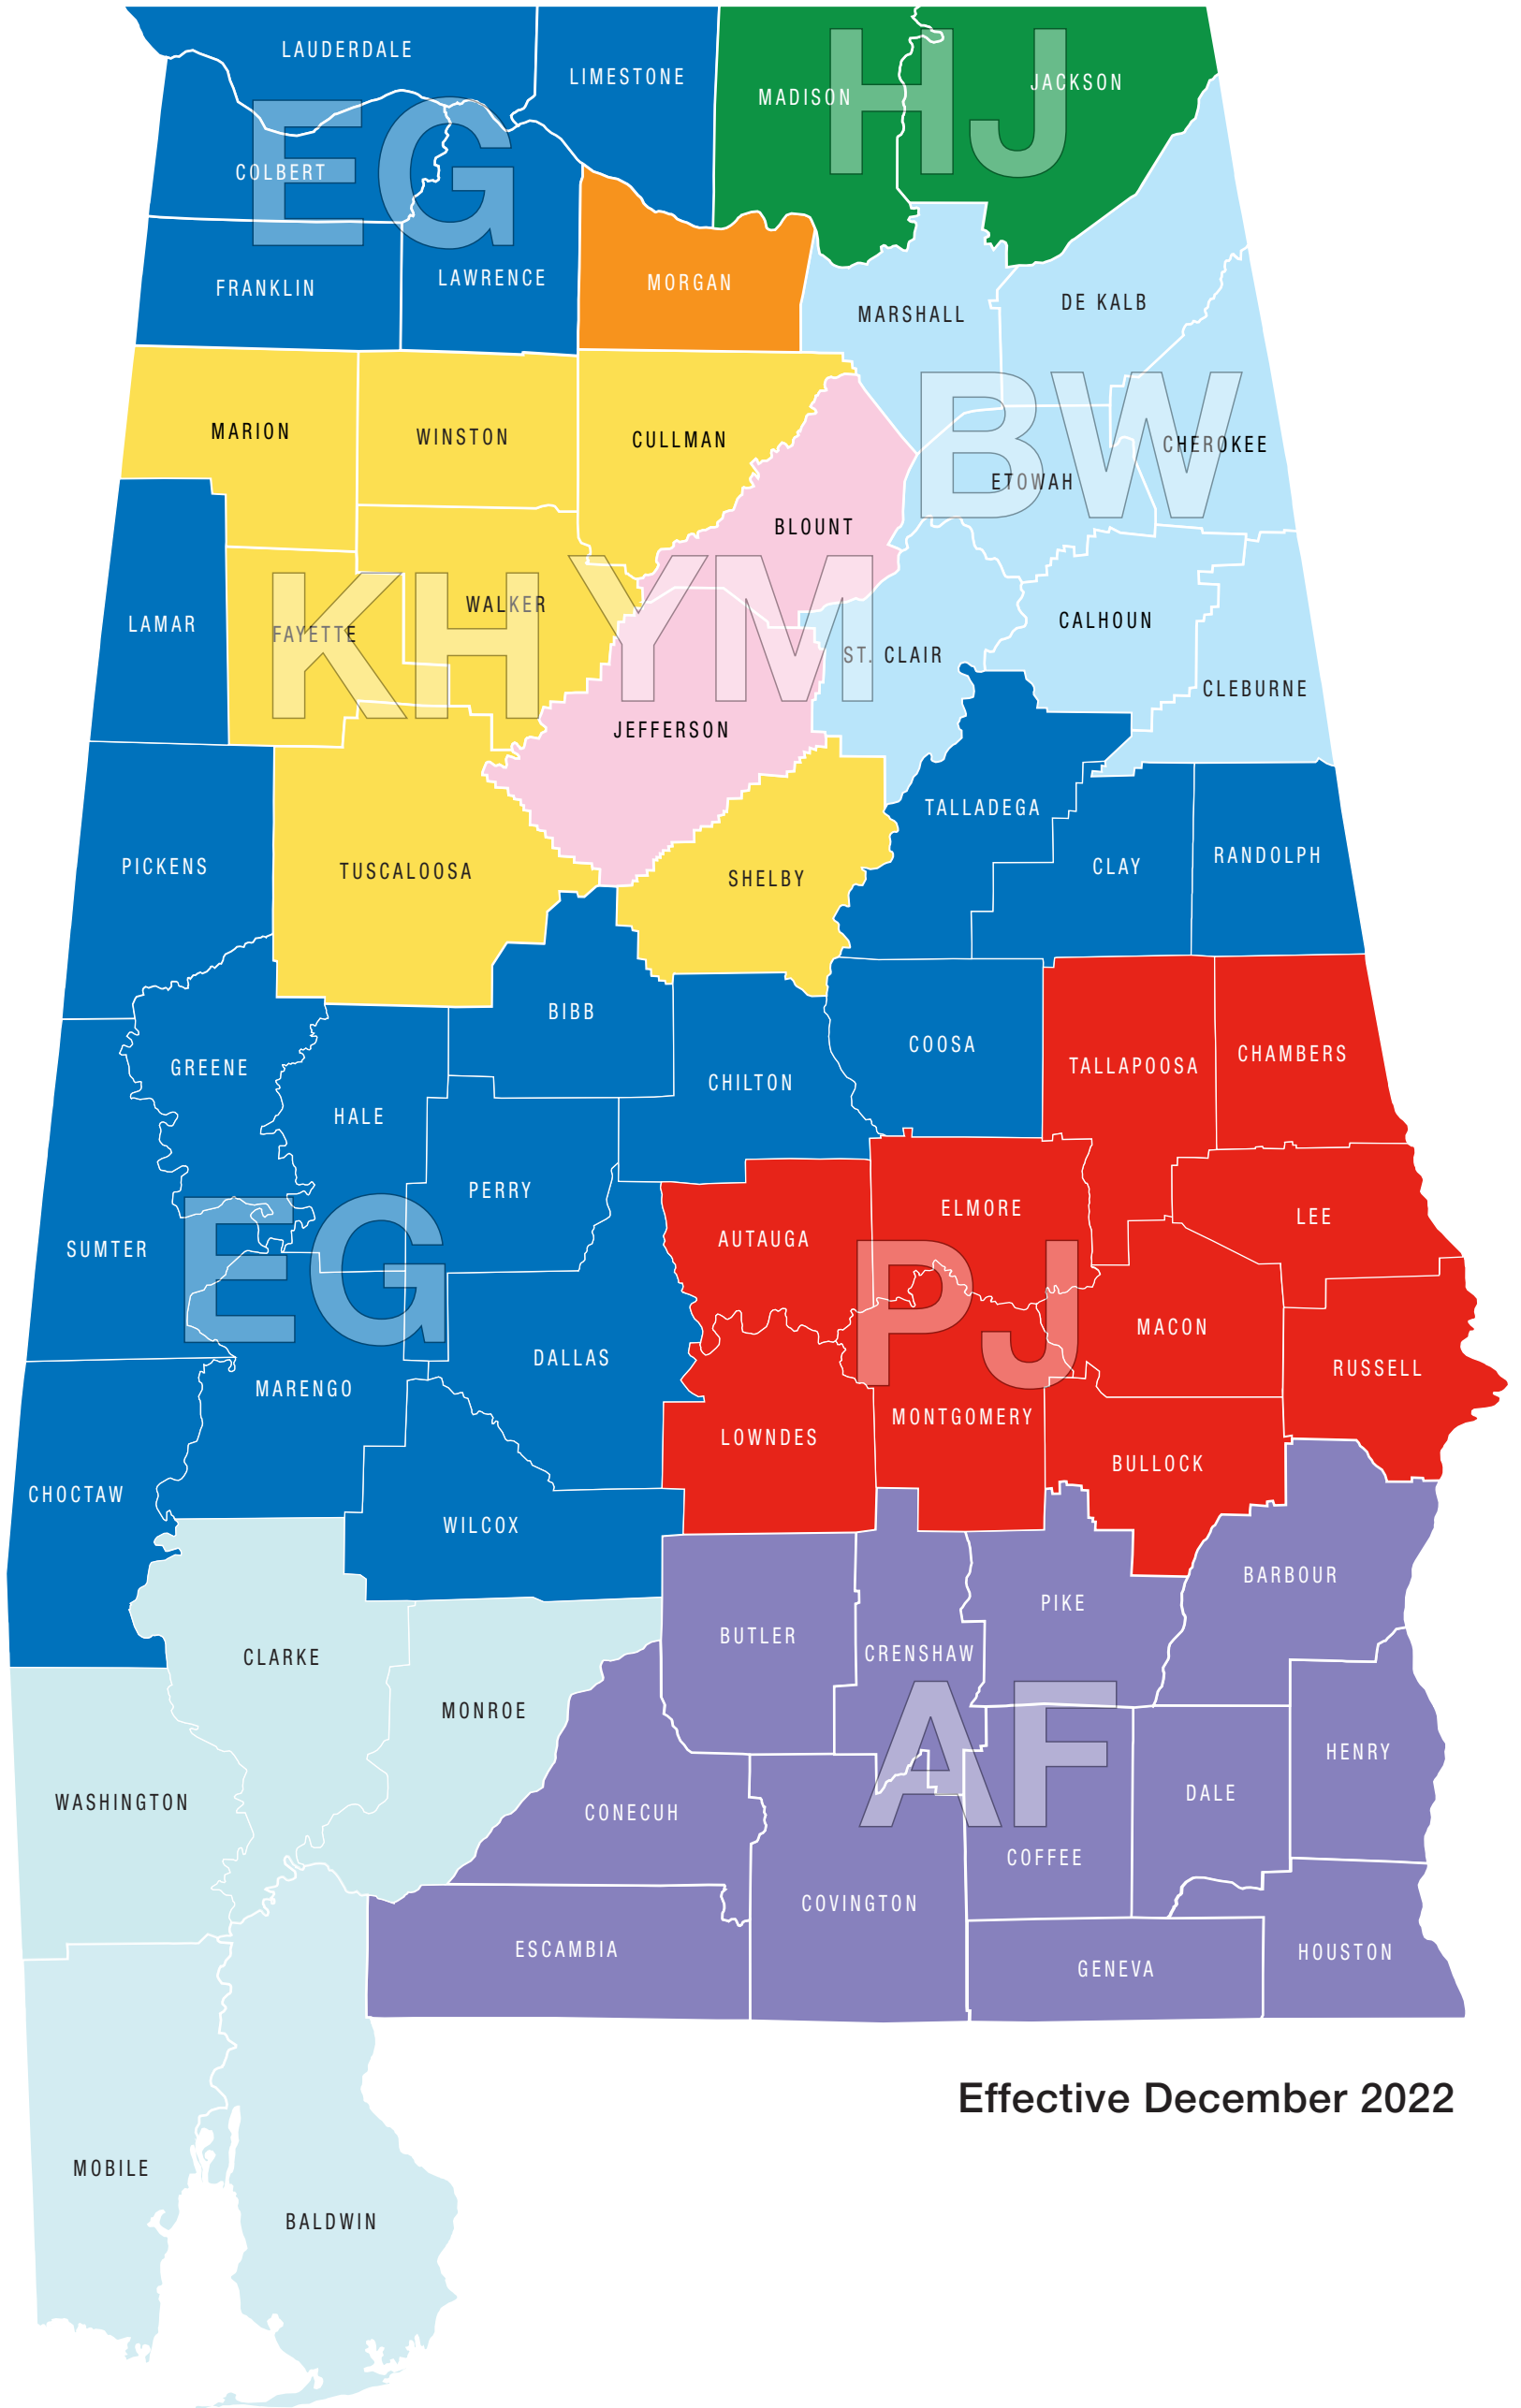 LAUDERDALE
LIMESTONE
MADISON
HJ
JACKSON
EG
COLBERT
FRANKLIN
LAWRENCE
MORGAN
MARSHALL
DE KALB
MARION
WINSTON
CULLMAN
BW
CHEROKEE
ETOWAH
BLOUNT
LAMAR
FAYETTE
KH
WALKER
YM
ST. CLAIR
CALHOUN
CLEBURNE
JEFFERSON
TALLADEGA
PICKENS
TUSCALOOSA
SHELBY
CLAY
RANDOLPH
BIBB
GREENE
HALE
CHILTON
COOSA
TALLAPOOSA
CHAMBERS
PERRY
SUMTER
EG
AUTAUGA
ELMORE
LEE
PJ
MACON
RUSSELL
DALLAS
MARENGO
LOWNDES
MONTGOMERY
BULLOCK
CHOCTAW
WILCOX
BARBOUR
PIKE
CLARKE
BUTLER
CRENSHAW
MONROE
AF
HENRY
WASHINGTON
CONECUH
DALE
COFFEE
COVINGTON
ESCAMBIA
GENEVA
HOUSTON
Effective December 2022
MOBILE
BALDWIN